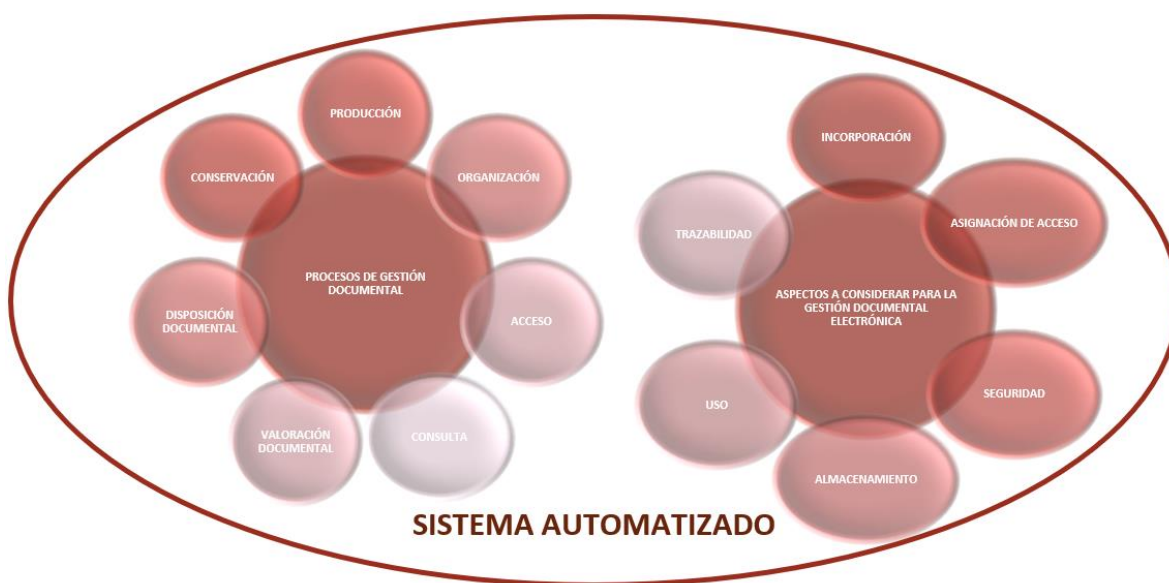 PRODUCCIÓN
ORGANIZACIÓN
ACCESO
CONSULTA
VALORACIÓN
DOCUMENTAL
DISPOSICIÓN
DOCUMENTAL
CONSERVACIÓN
PROCESOS DE GESTIÓN
DOCUMENTAL
INCORPORACIÓN
ASIGNACIÓN DE ACCESO
SEGURIDAD
ALMACENAMIENTO
USO
TRAZABILIDAD
ASPECTOS A CONSIDERAR PARA LA
GESTIÓN DOCUMENTAL
ELECTRÓNICA
SISTEMA AUTOMATIZADO